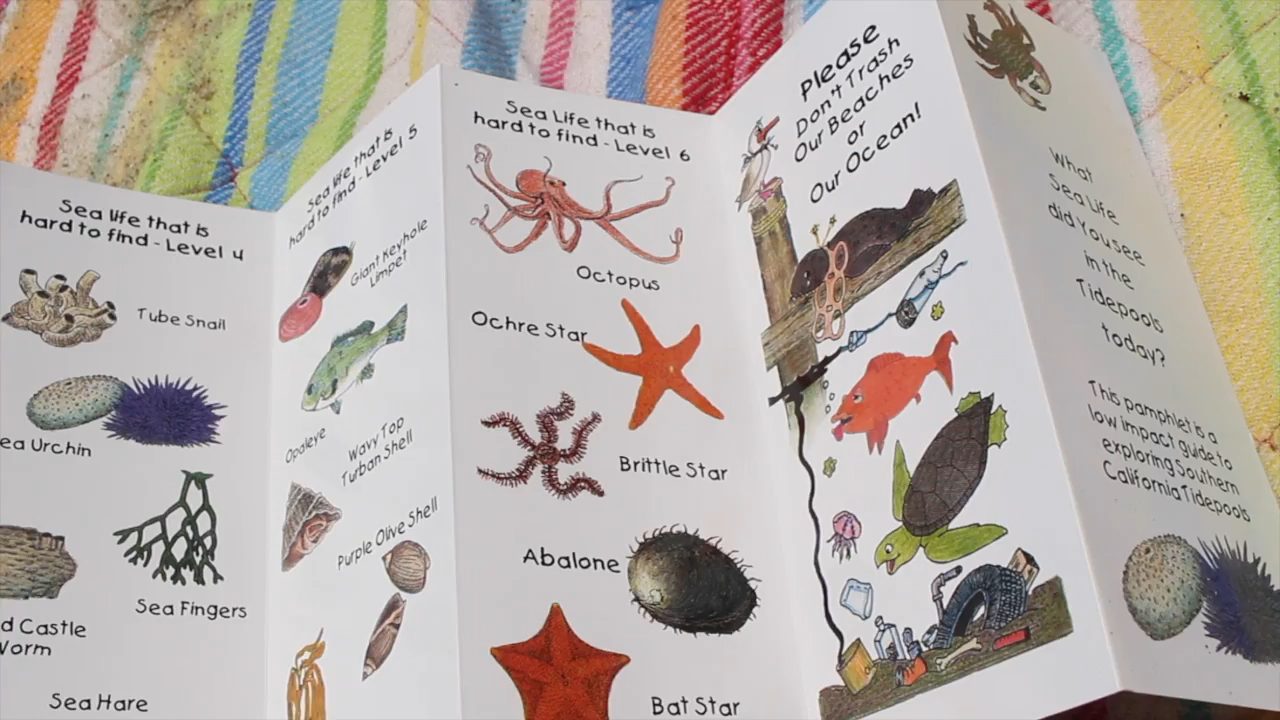 Sea life that is
hard to find - Level 4
Tube Snail
ea Urchin
Sea Fingers
d Castle
Worm
Sea Hare
Sea life that is
hard to find - Level 5
Giant Keyhole
Limpet
Opaleye
Wavy Top
Turban Shell
Purple Olive Shell
Sea Life that is
hard to find - Level 6
Octopus
Ochre Star
Brittle Star
Abalone
Bat Star
Please
Don't Trash
Our Beaches
or
Our Ocean!
What
Sea Life
did You see
in the
Tidepools
today?
This pamphlet is a
low impact guide to
exploring Southern
California Tidepools